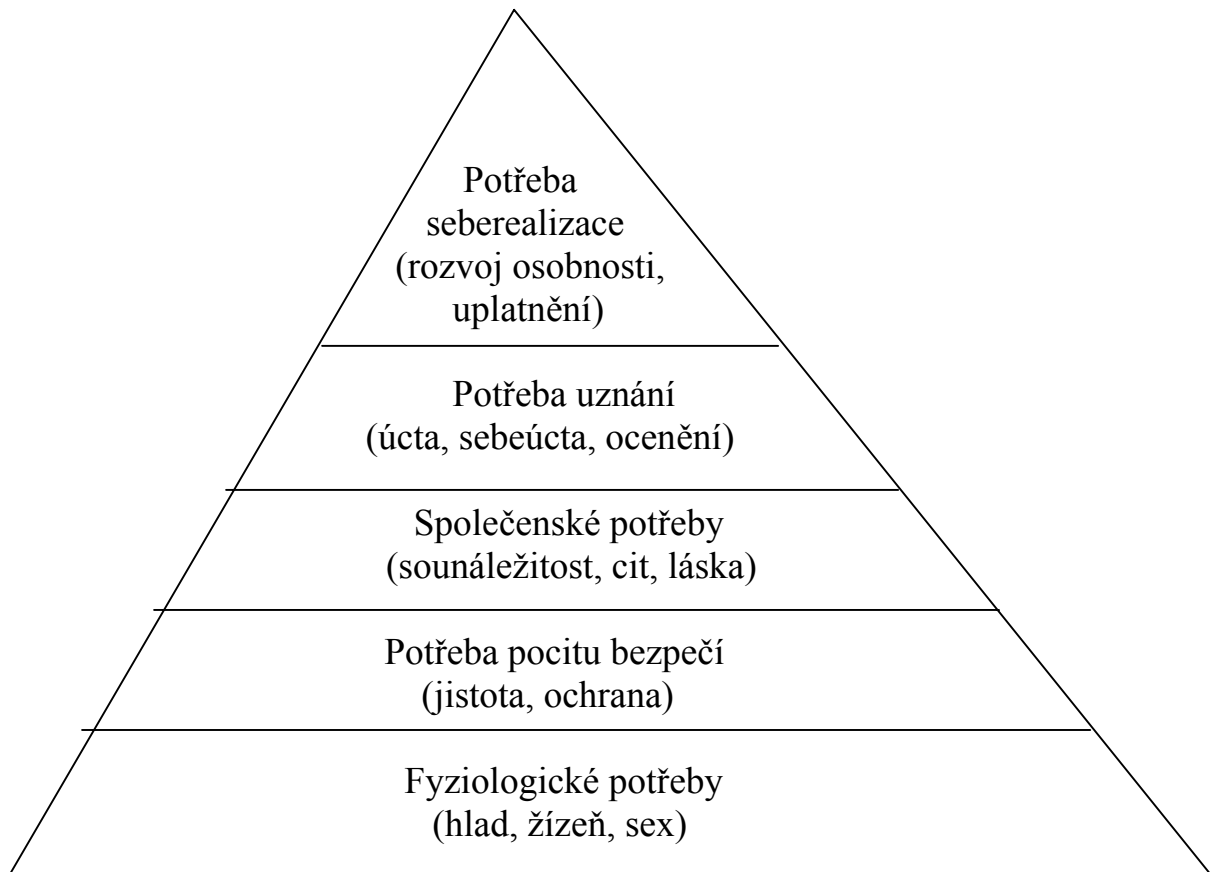 Potřeba
seberealizace
(rozvoj osobnosti,
uplatnění)
Potřeba uznání
(úcta, sebeúcta, ocenění)
Společenské potřeby
(sounáležitost, cit, láska)
Potřeba pocitu bezpečí
(jistota, ochrana)
Fyziologické potřeby
(hlad, žízeň, sex)